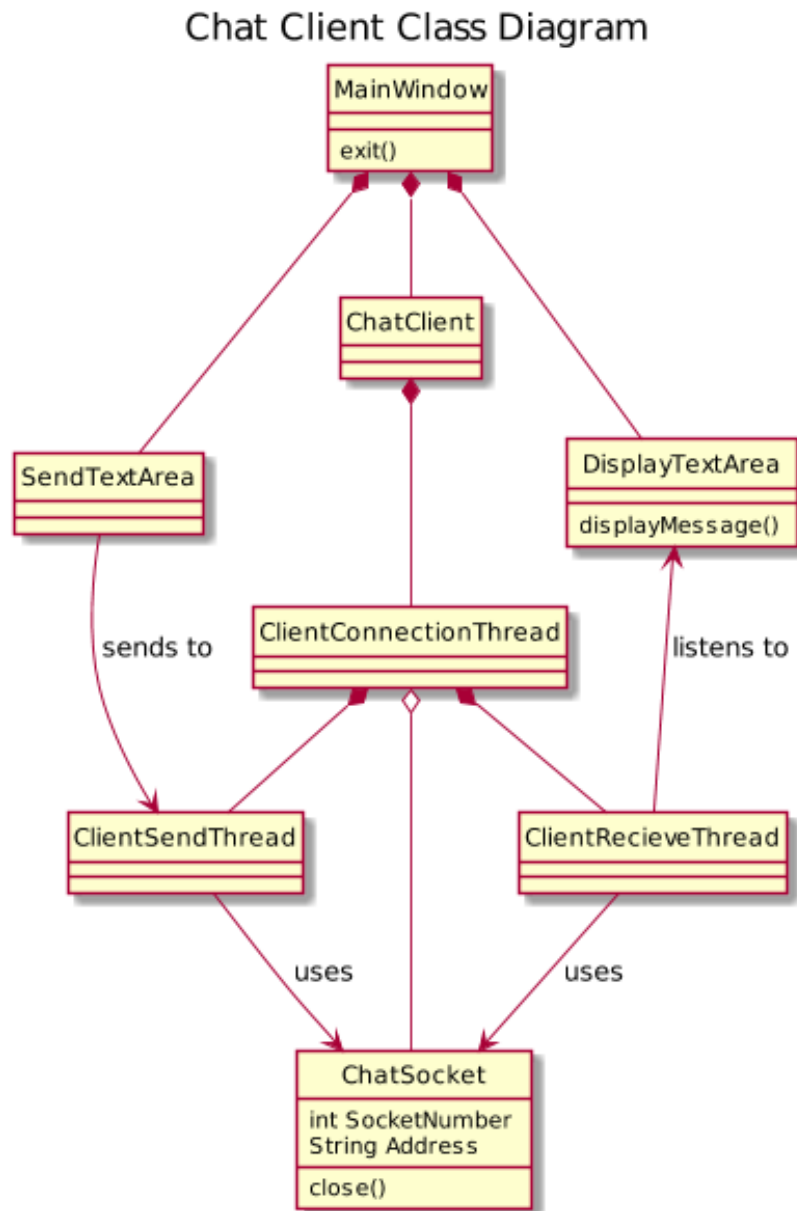 Chat Client Class Diagram
MainWindow
exit()
ChatClient
SendTextArea
DisplayTextArea
displayMessage()
ClientConnectionThread
sends to
listens to
ClientSendThread
ClientRecieveThread
uses
uses
ChatSocket
int SocketNumber
String Address
close()